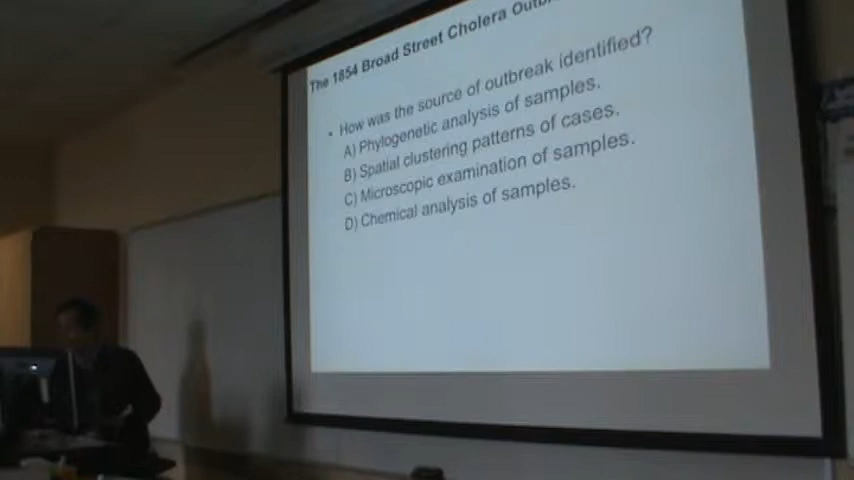 The 1854 Broad Street Cholera
• How was the source of outbreak identified?
A) Phylogenetic analysis of samples.
B) Spatial clustering patterns of cases.
C) Microscopic examination of samples.
D) Chemical analysis of samples.